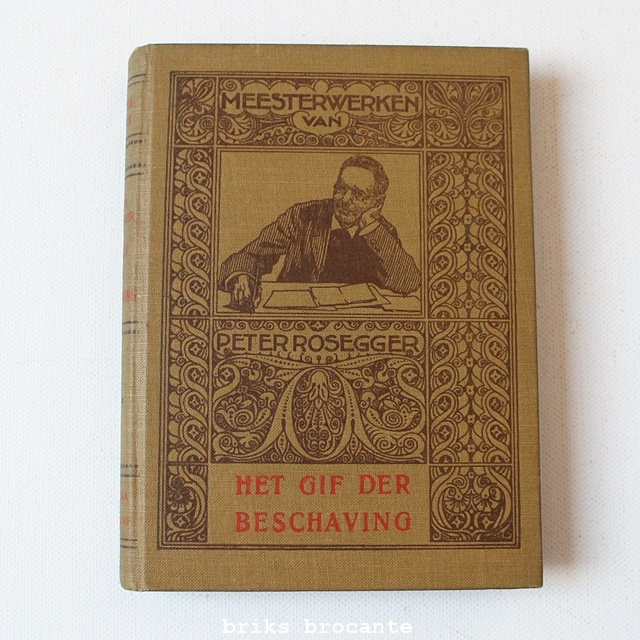 MEESTERWERKEN
VAN
PETER ROSEGGER
HET GIF DER
BESCHAVING
briks brocante